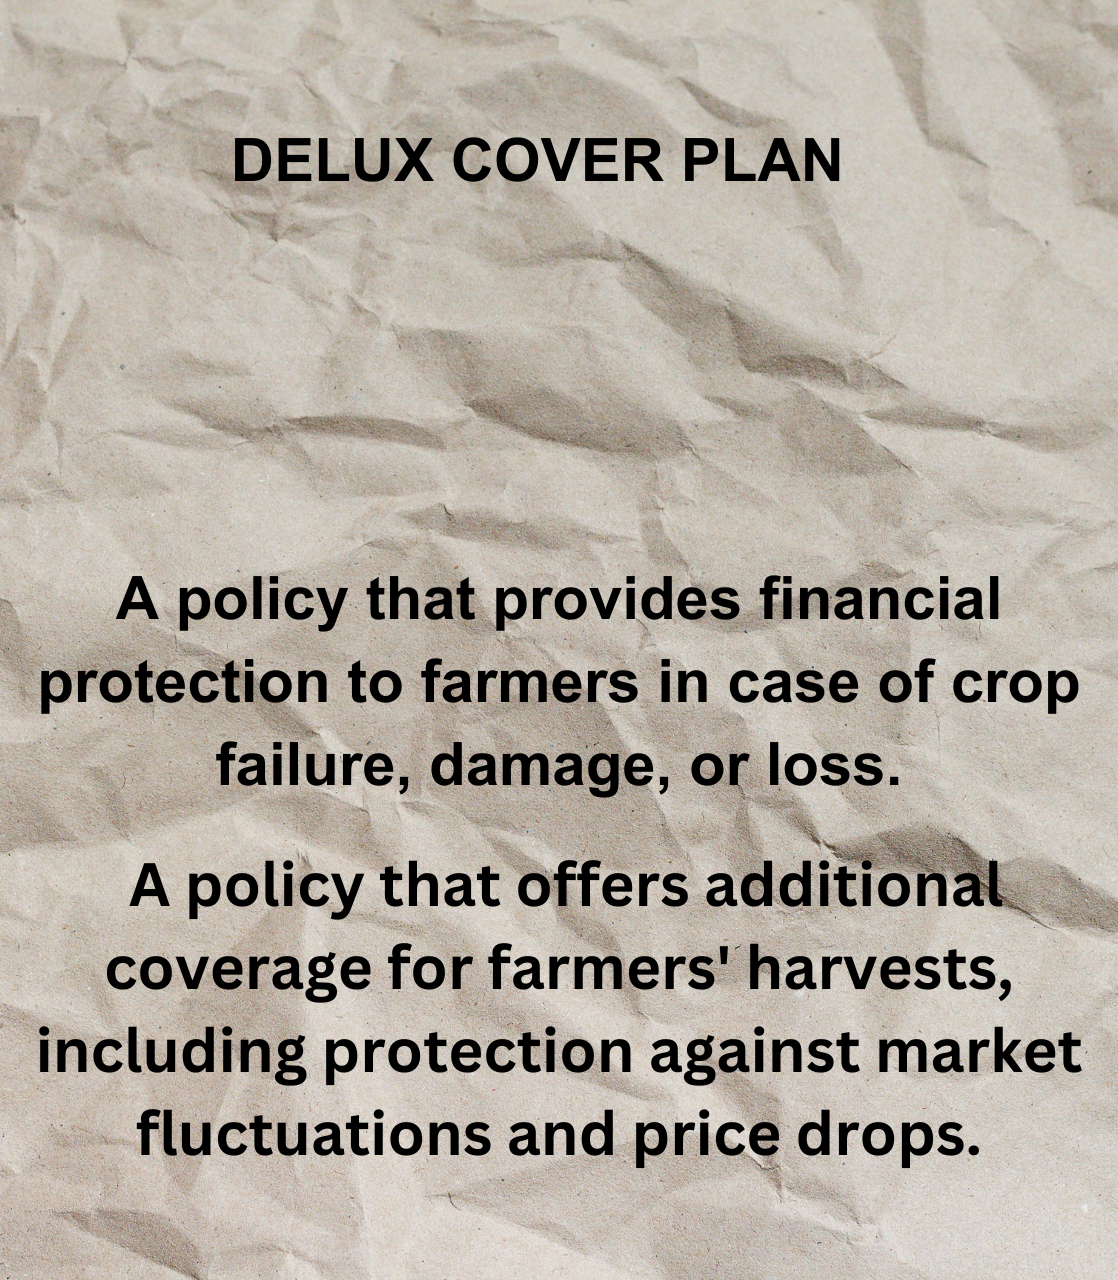 DELUX COVER PLAN
A policy that provides financial
protection to farmers in case of crop
failure, damage, or loss.
A policy that offers additional
coverage for farmers' harvests,
including protection against market
fluctuations and price drops.